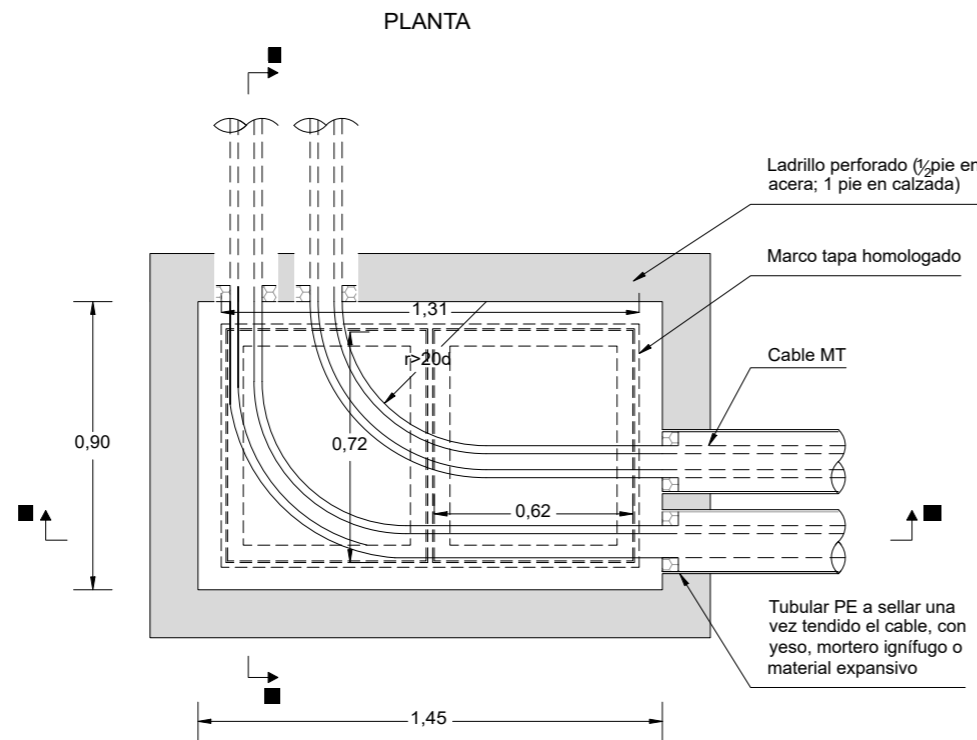 PLANTA
Ladrillo perforado (½pie en
acera; 1 pie en calzada)
Marco tapa homologado
1,31
r>20d
Cable MT
0,90
0,72
0,62
Tubular PE a sellar una
vez tendido el cable, con
yeso, mortero ignífugo o
material expansivo
1,45